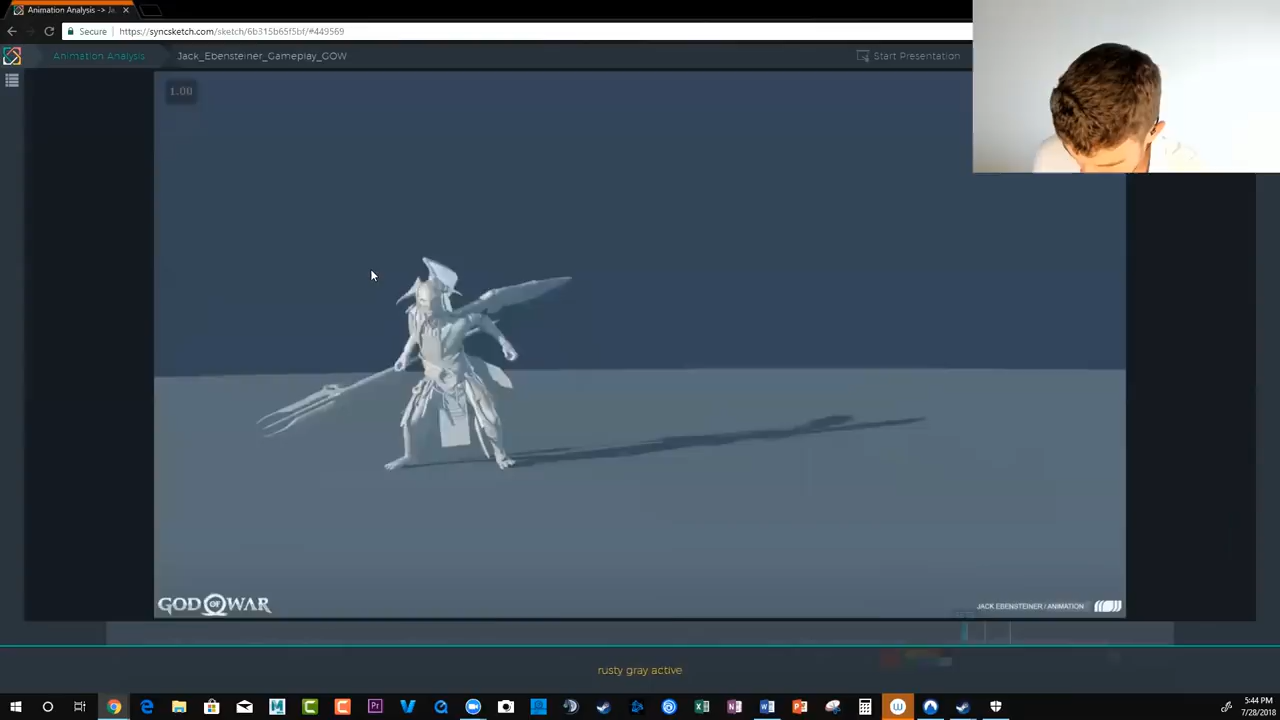 Animation Analysis -> Ja
Secure
https://syncsketch.com/sketch/6b315b65f5bf/#449569
Animation Analysis
Jack_Ebensteiner_Gameplay_GOW
Start Presentation
1.00
GOD OF WAR
JACK EBENSTEINER / ANIMATION
rusty gray active
5:44 PM
7/28/2018